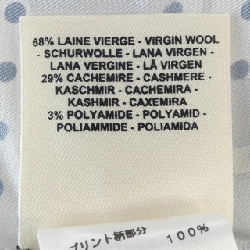 68% LAINE VIERGE - VIRGIN WOOL
- SCHURWOLLE - LANA VIRGEN -
LANA VERGINE - LÃ VIRGEN
29% CACHEMIRE - CASHMERE -
KASCHMIR - CACHEMIRA -
KASHMIR - CAXEMIRA
3% POLYAMIDE - POLYAMID -
POLIAMMIDE - POLIAMIDA
プリント柄部分 100%